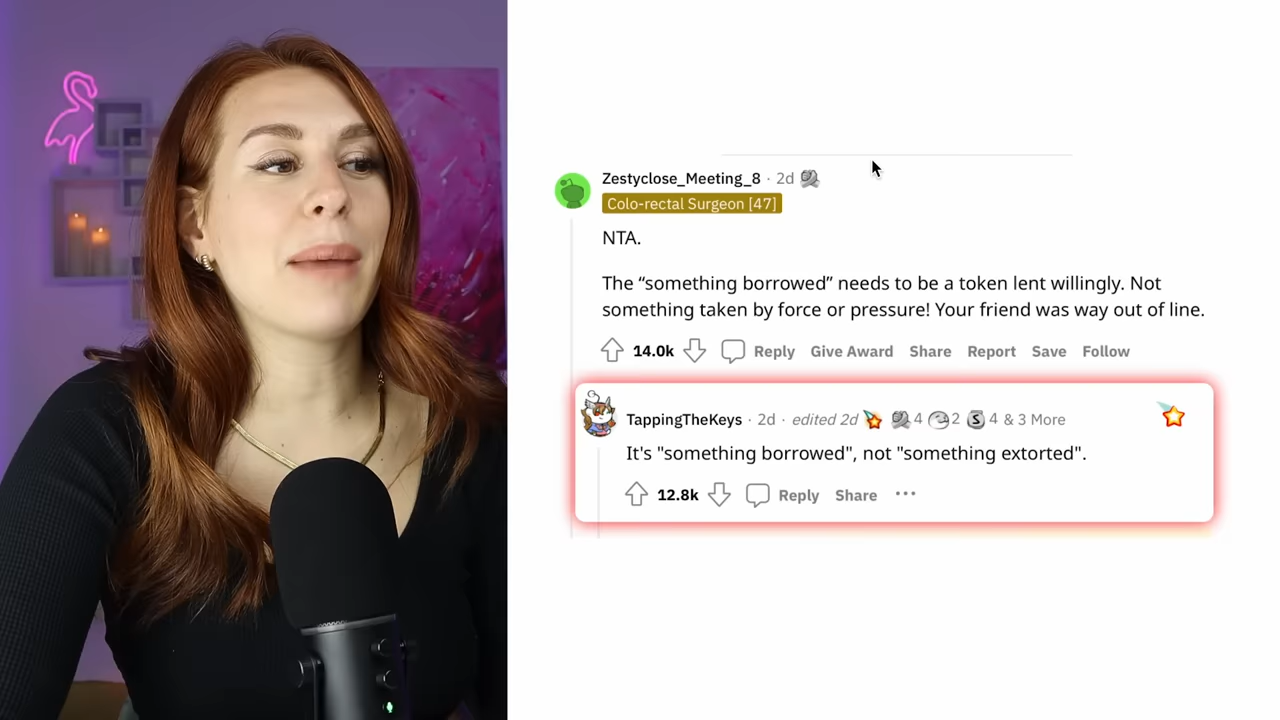 Zestyclose_Meeting_8 · 2d
Colo-rectal Surgeon [47]
NTA.
The “something borrowed” needs to be a token lent willingly. Not
something taken by force or pressure! Your friend was way out of line.
14.0k Reply Give Award Share Report Save Follow
TappingTheKeys · 2d · edited 2d 4 2 S 4 & 3 More
It's "something borrowed", not "something extorted".
12.8k Reply Share ...